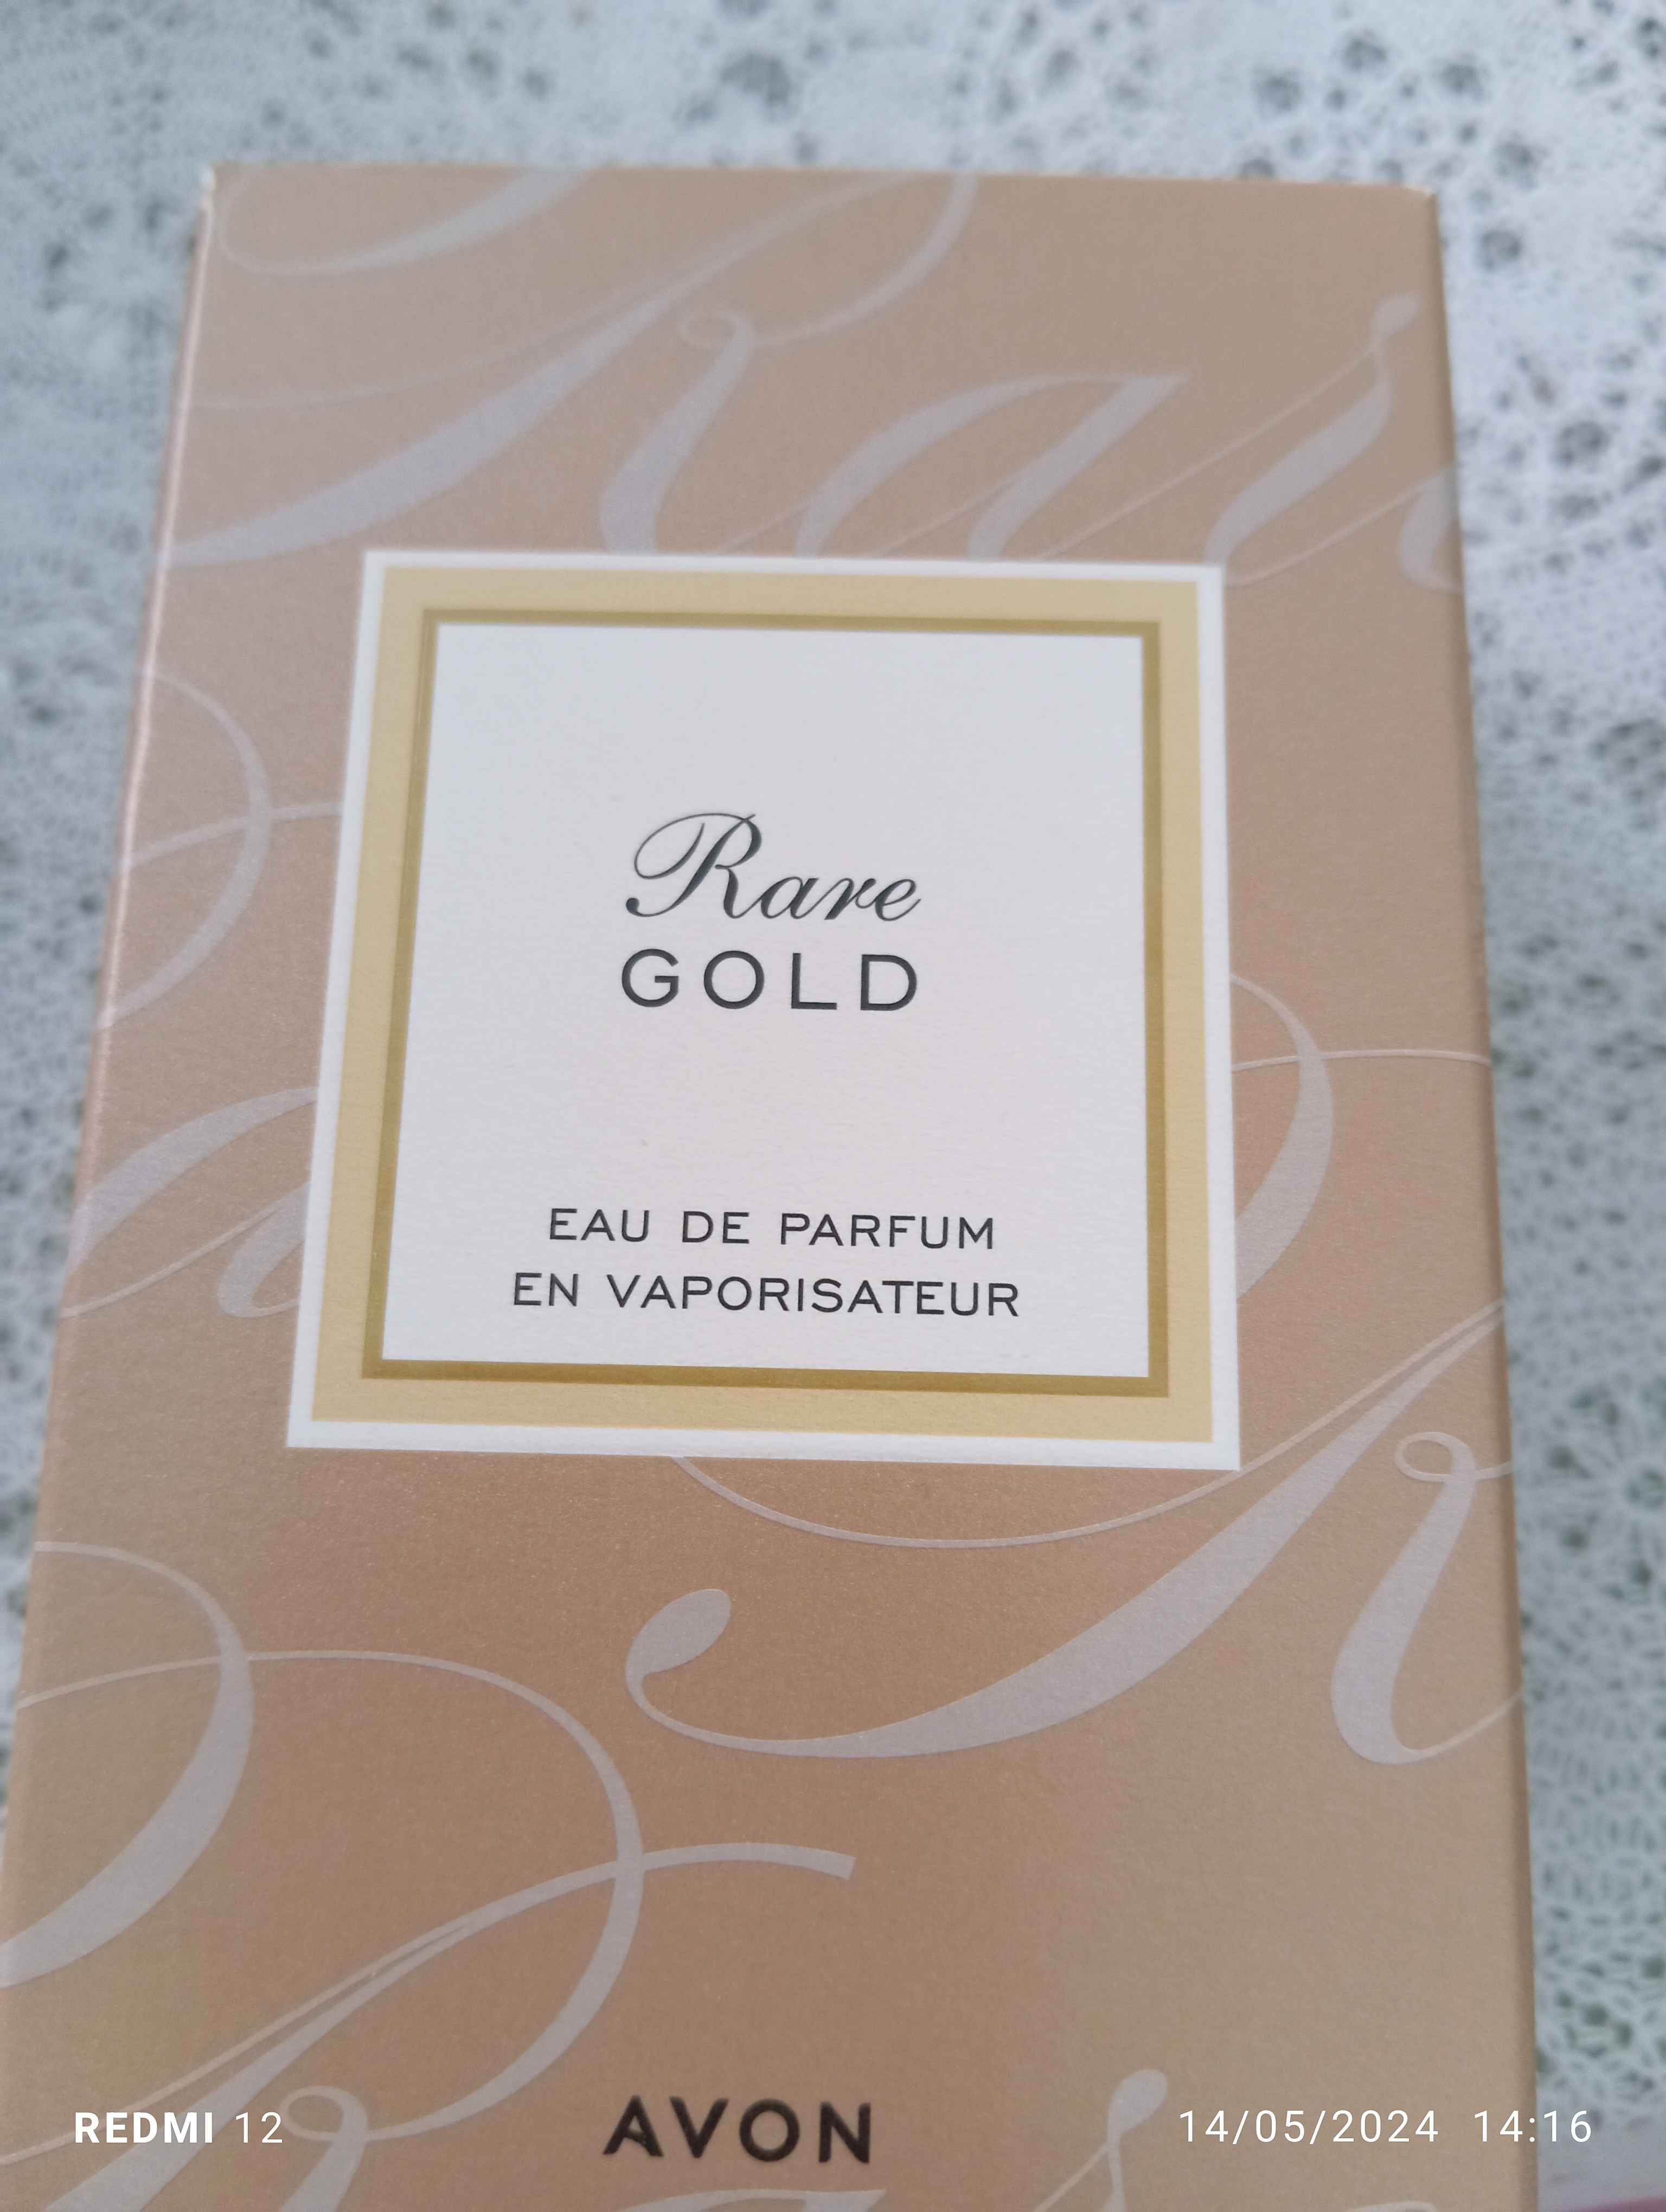 Rare
GOLD
EAU DE PARFUM
EN VAPORISATEUR
AVON
REDMI 12
14/05/2024 14:16